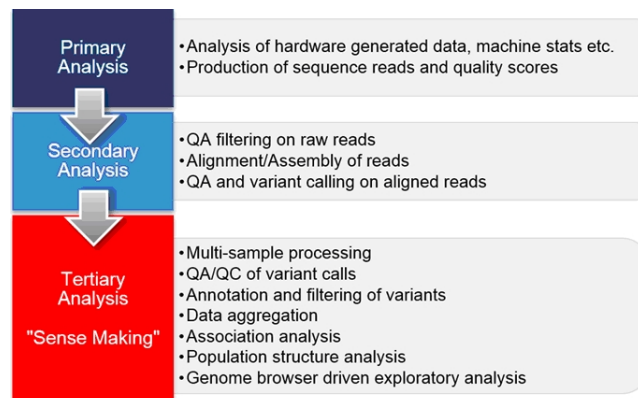 Primary
Analysis
•Analysis of hardware generated data, machine stats etc.
•Production of sequence reads and quality scores
Secondary
Analysis
•QA filtering on raw reads
•Alignment/Assembly of reads
•QA and variant calling on aligned reads
Tertiary
Analysis
"Sense Making"
•Multi-sample processing
•QA/QC of variant calls
•Annotation and filtering of variants
•Data aggregation
•Association analysis
•Population structure analysis
•Genome browser driven exploratory analysis